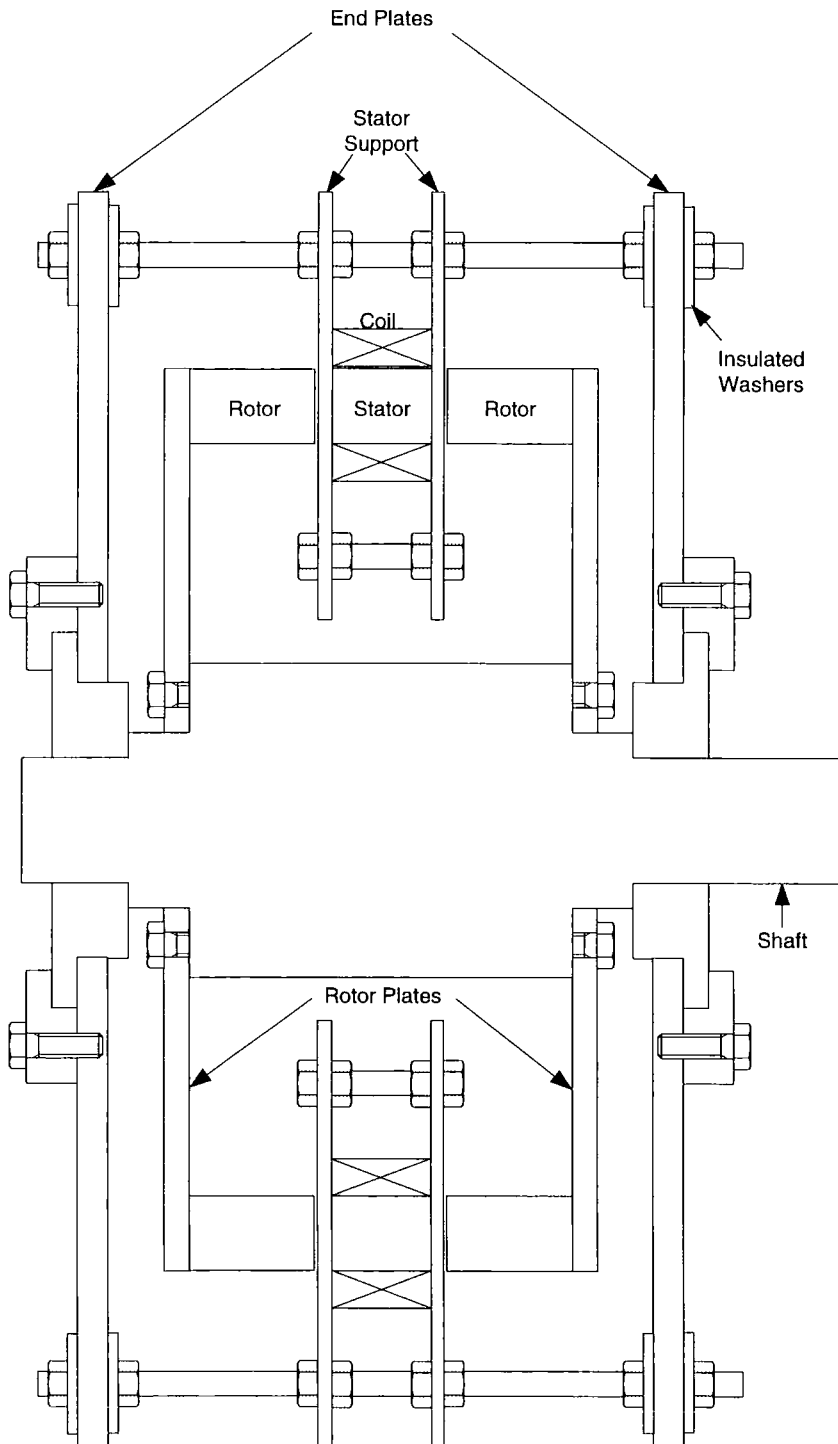 End Plates
Stator
Support
Coil
Insulated
Washers
Rotor
Stator
Rotor
Shaft
Rotor Plates